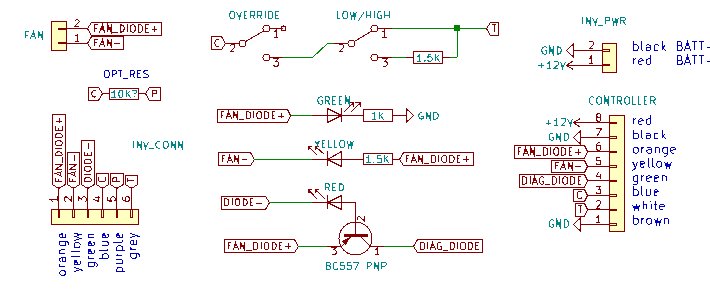 FAN
2 FAN_DIODE+
1 FAN-
OPT_RES
C 10K? P
INV_CONN
FAN_DIODE+
FAN-
DIODE-
C
P
T
1 2 3 4 5 6
orange
yellow
green
blue
purple
grey
OVERRIDE
C 2 1 3
LOW/HIGH
2 1 3
1.5k
T
GREEN
FAN_DIODE+ 1k GND
YELLOW
FAN- 1.5k FAN_DIODE+
RED
DIODE-
2
FAN_DIODE+ 3 1 DIAG_DIODE
BC557 PNP
INV_PWR
GND 2 black BATT-
+12V 1 red BATT-
CONTROLLER
+12V 8 red
GND 7 black
FAN_DIODE+ 6 orange
FAN- 5 yellow
DIAG_DIODE 4 green
C 3 blue
T 2 white
GND 1 brown